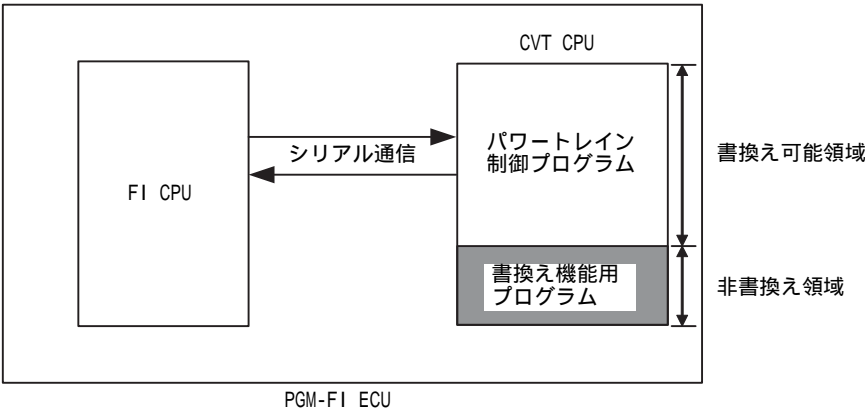 CVT CPU
パワートレイン
制御プログラム
シリアル通信
書換え可能領域
FI CPU
書換え機能用
プログラム
非書換え領域
PGM-FI ECU